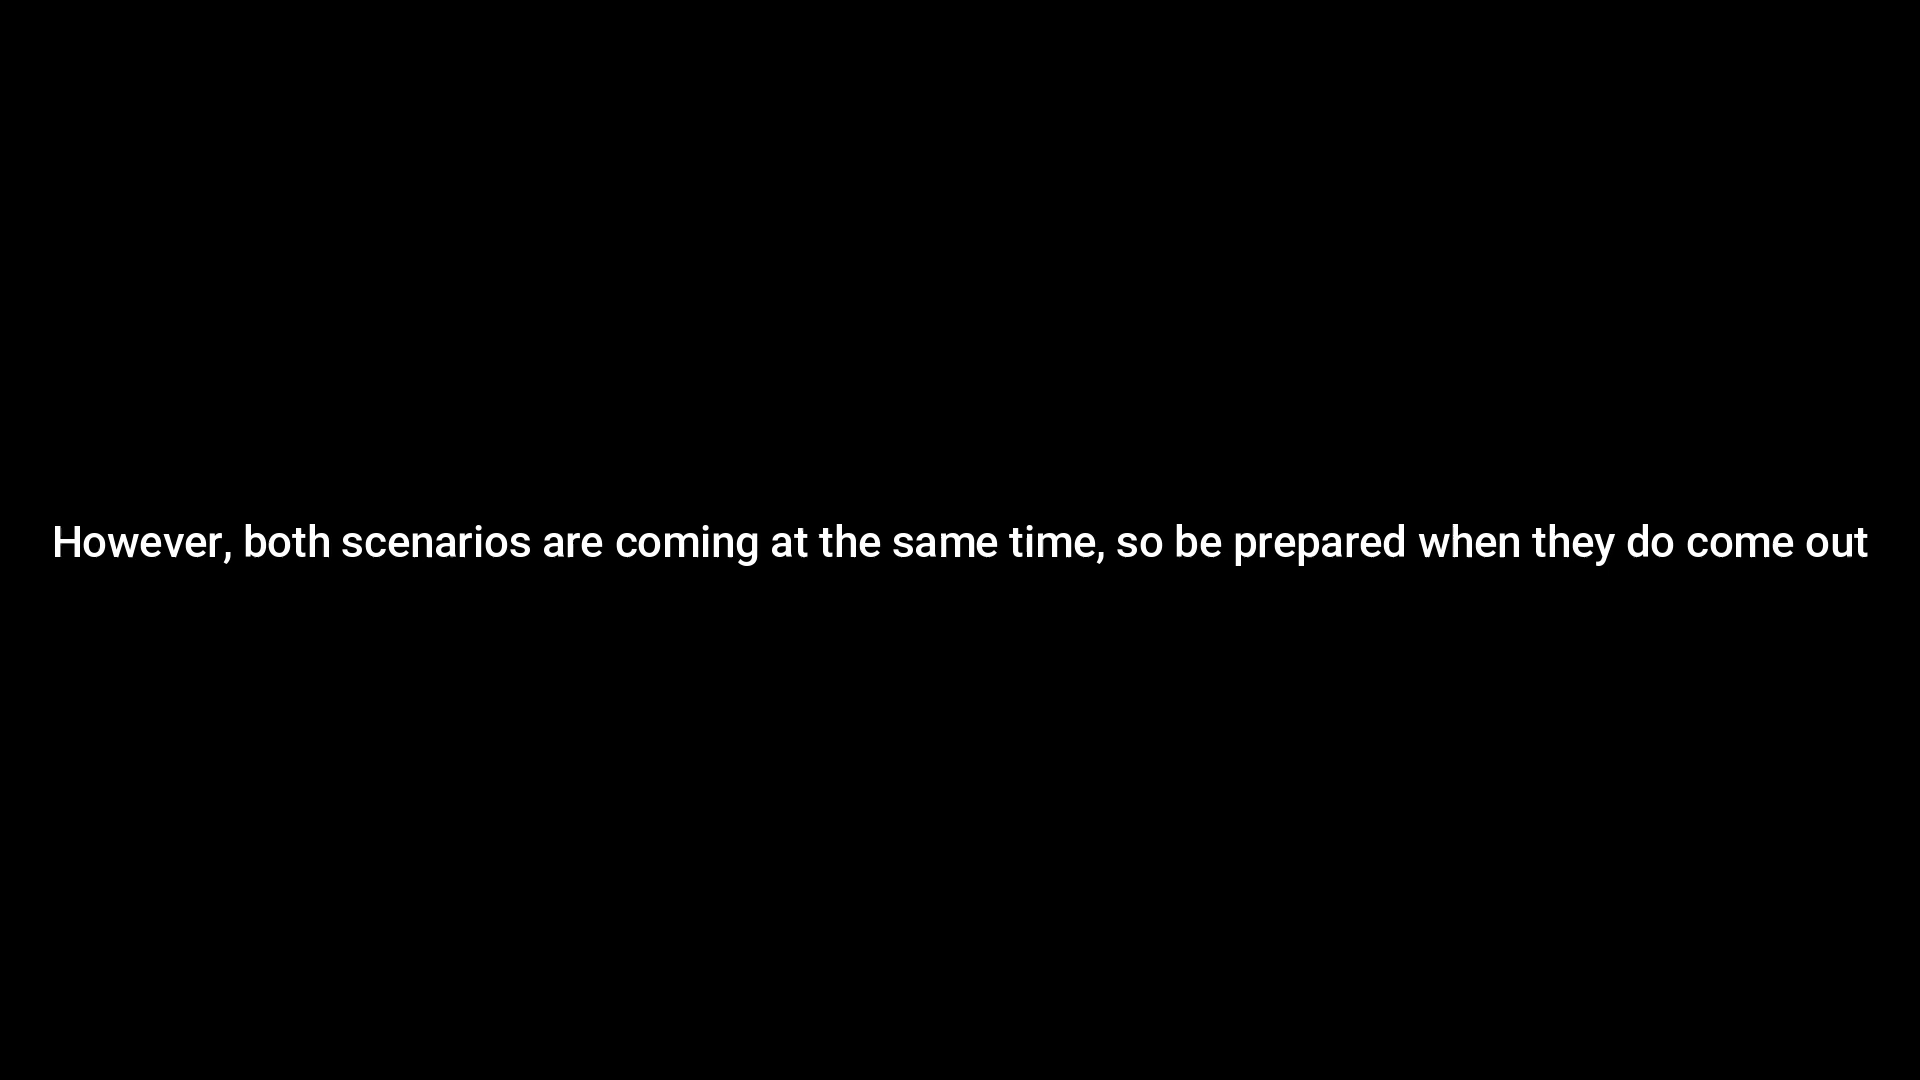 However, both scenarios are coming at the same time, so be prepared when they do come out